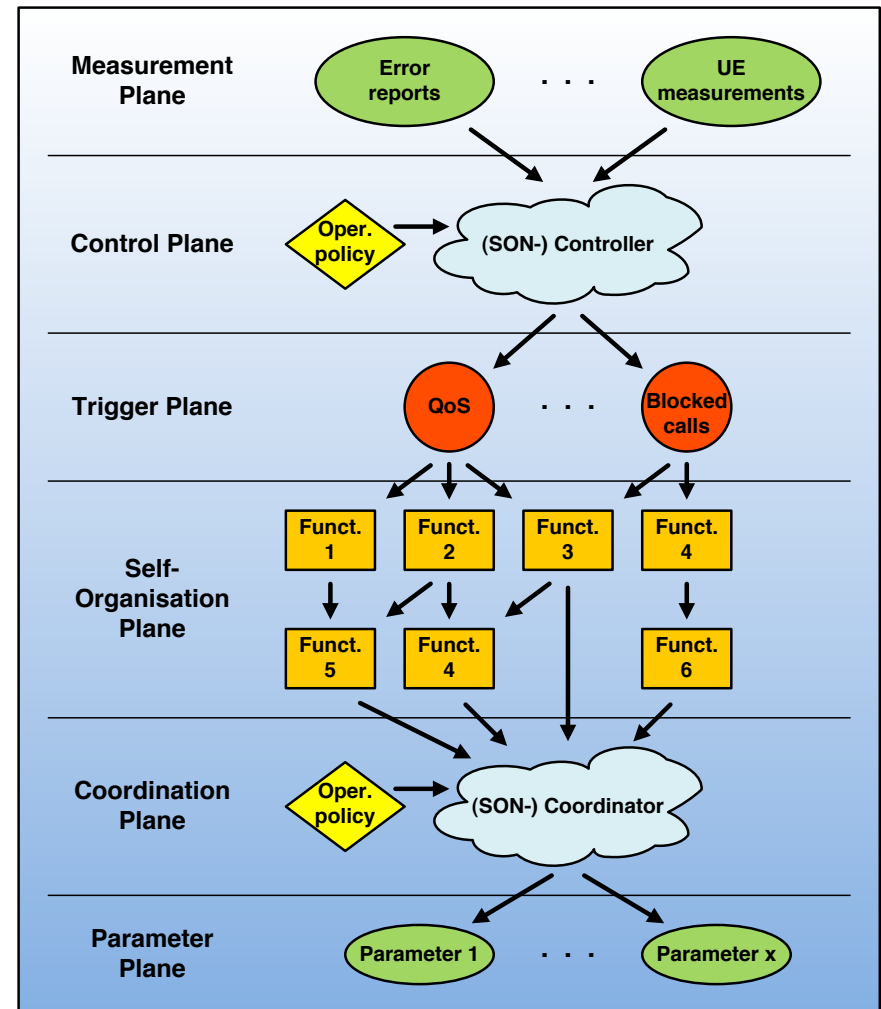 Measurement
Plane
Error
reports
. . .
UE
measurements
Control Plane
Oper.
policy
(SON-) Controller
Trigger Plane
QoS
. . .
Blocked
calls
Self-
Organisation
Plane
Funct.
1
Funct.
2
Funct.
3
Funct.
4
Funct.
5
Funct.
4
Funct.
6
Coordination
Plane
Oper.
policy
(SON-) Coordinator
Parameter
Plane
Parameter 1
. . .
Parameter x